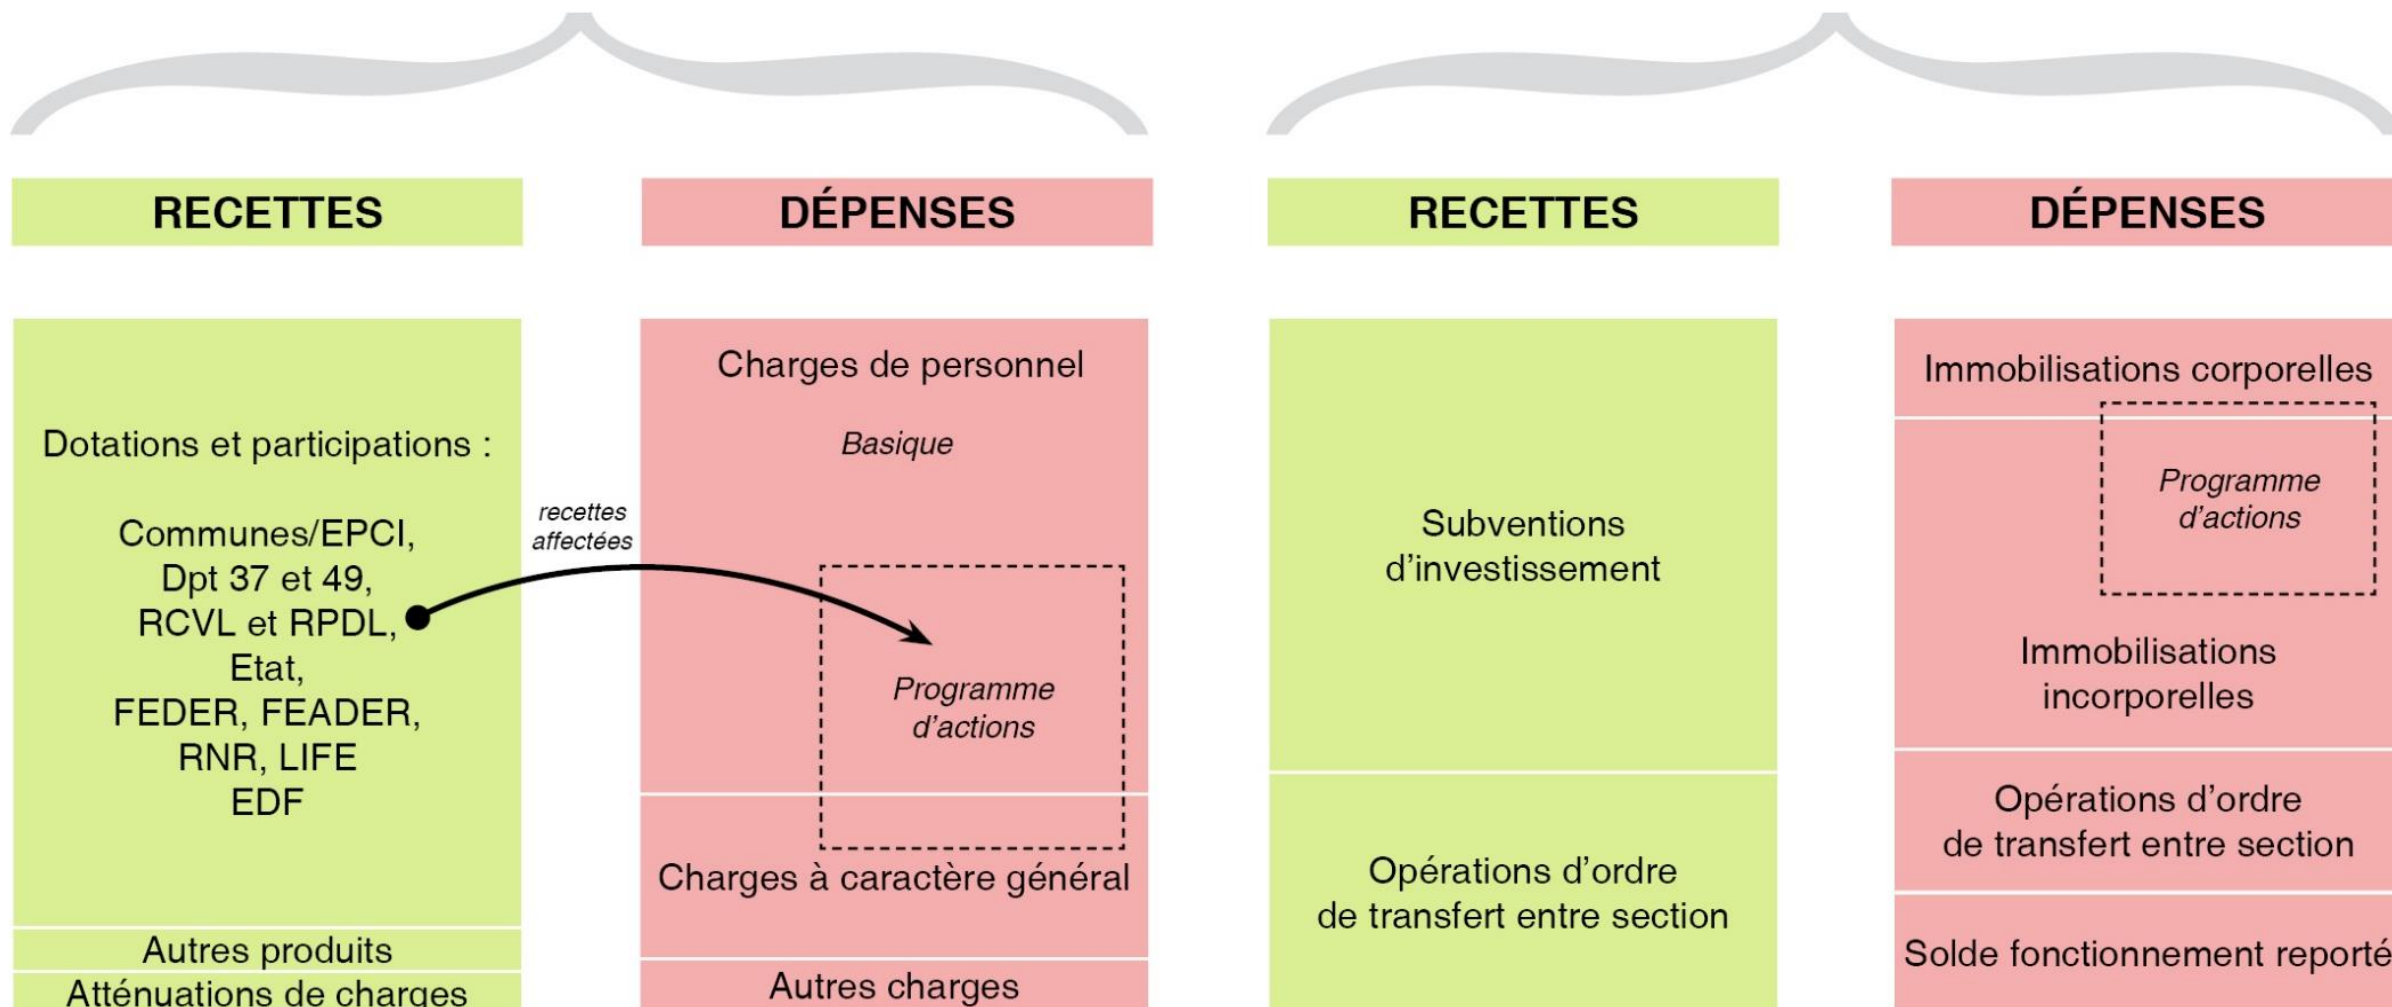 RECETTES
DÉPENSES
RECETTES
DÉPENSES
Dotations et participations :
Communes/EPCI,
Dpt 37 et 49,
RCVL et RPDL,
Etat,
FEDER, FEADER,
RNR, LIFE
EDF
Autres produits
Atténuations de charges
recettes
affectées
Charges de personnel
Basique
Programme
d’actions
Charges à caractère général
Autres charges
Subventions
d’investissement
Opérations d’ordre
de transfert entre section
Immobilisations corporelles
Programme
d’actions
Immobilisations
incorporelles
Opérations d’ordre
de transfert entre section
Solde fonctionnement reporté